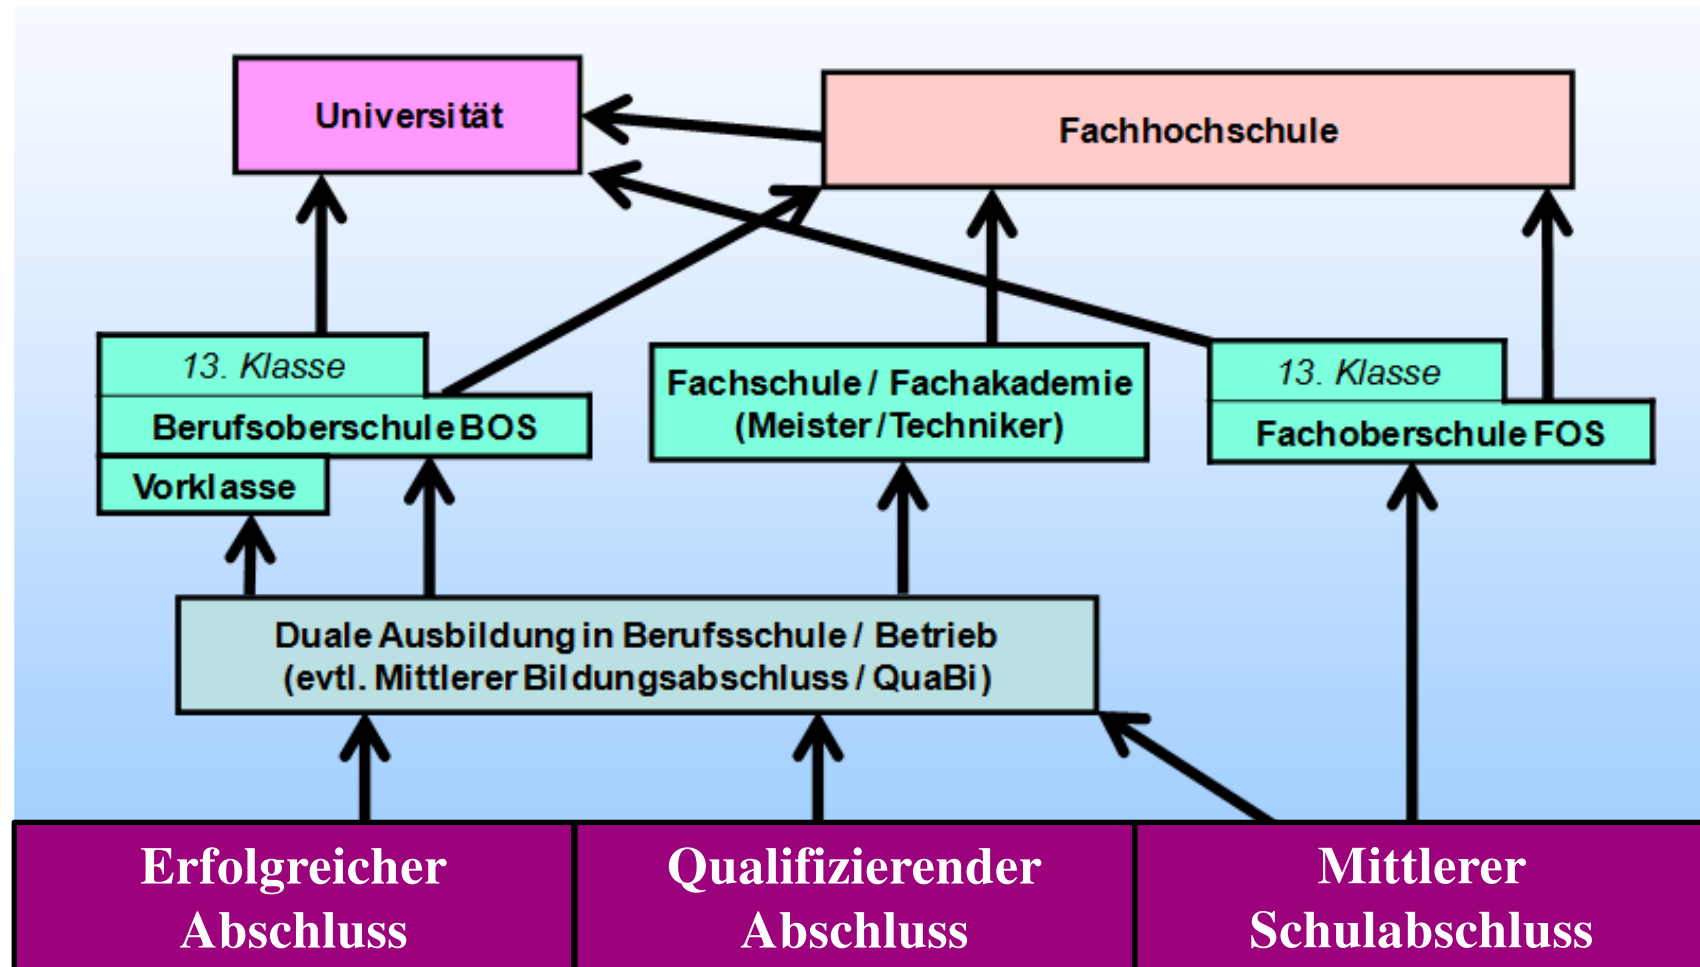 Universität
Fachhochschule
13. Klasse
Berufsoberschule BOS
Vorklasse
Fachschule / Fachakademie
(Meister / Techniker)
13. Klasse
Fachoberschule FOS
Duale Ausbildung in Berufsschule / Betrieb
(evtl. Mittlerer Bildungsabschluss / QuaBi)
Erfolgreicher
Abschluss
Qualifizierender
Abschluss
Mittlerer
Schulabschluss